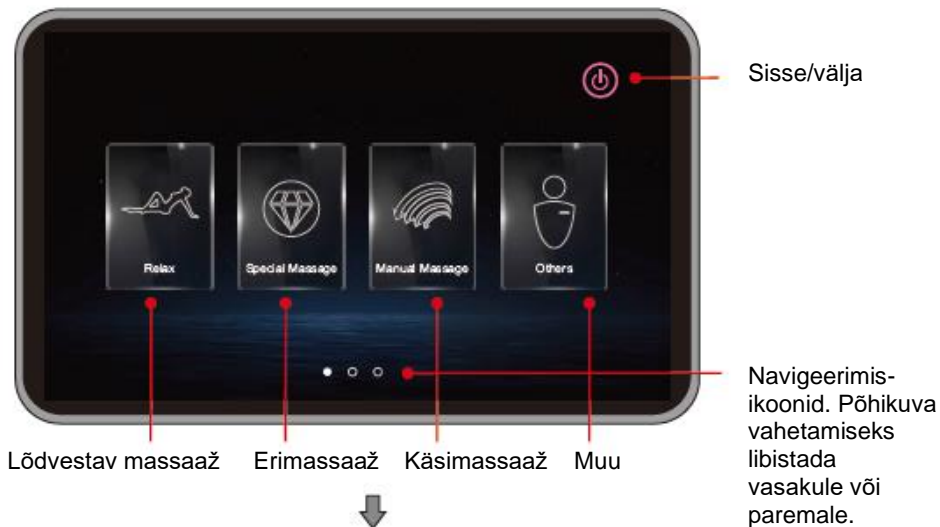 Sisse/välja
Relax
Special Massage
Manual Massage
Others
Navigeerimis-
ikoonid. Põhikuva
vahetamiseks
libistada
vasakule või
paremale.
Lõdvestav massaaž
Erimassaaž
Käsimassaaž
Muu